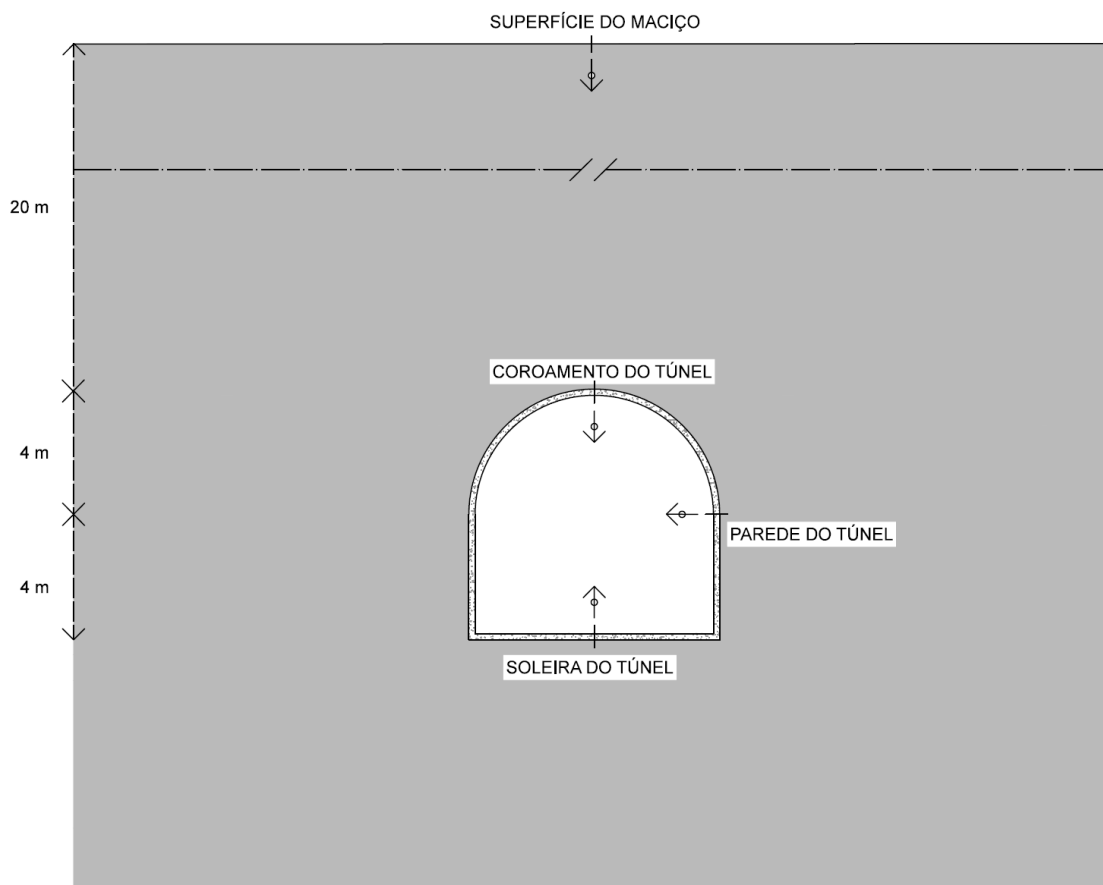 SUPERFÍCIE DO MACIÇO
20 m
COROAMENTO DO TÚNEL
4 m
PAREDE DO TÚNEL
4 m
SOLEIRA DO TÚNEL